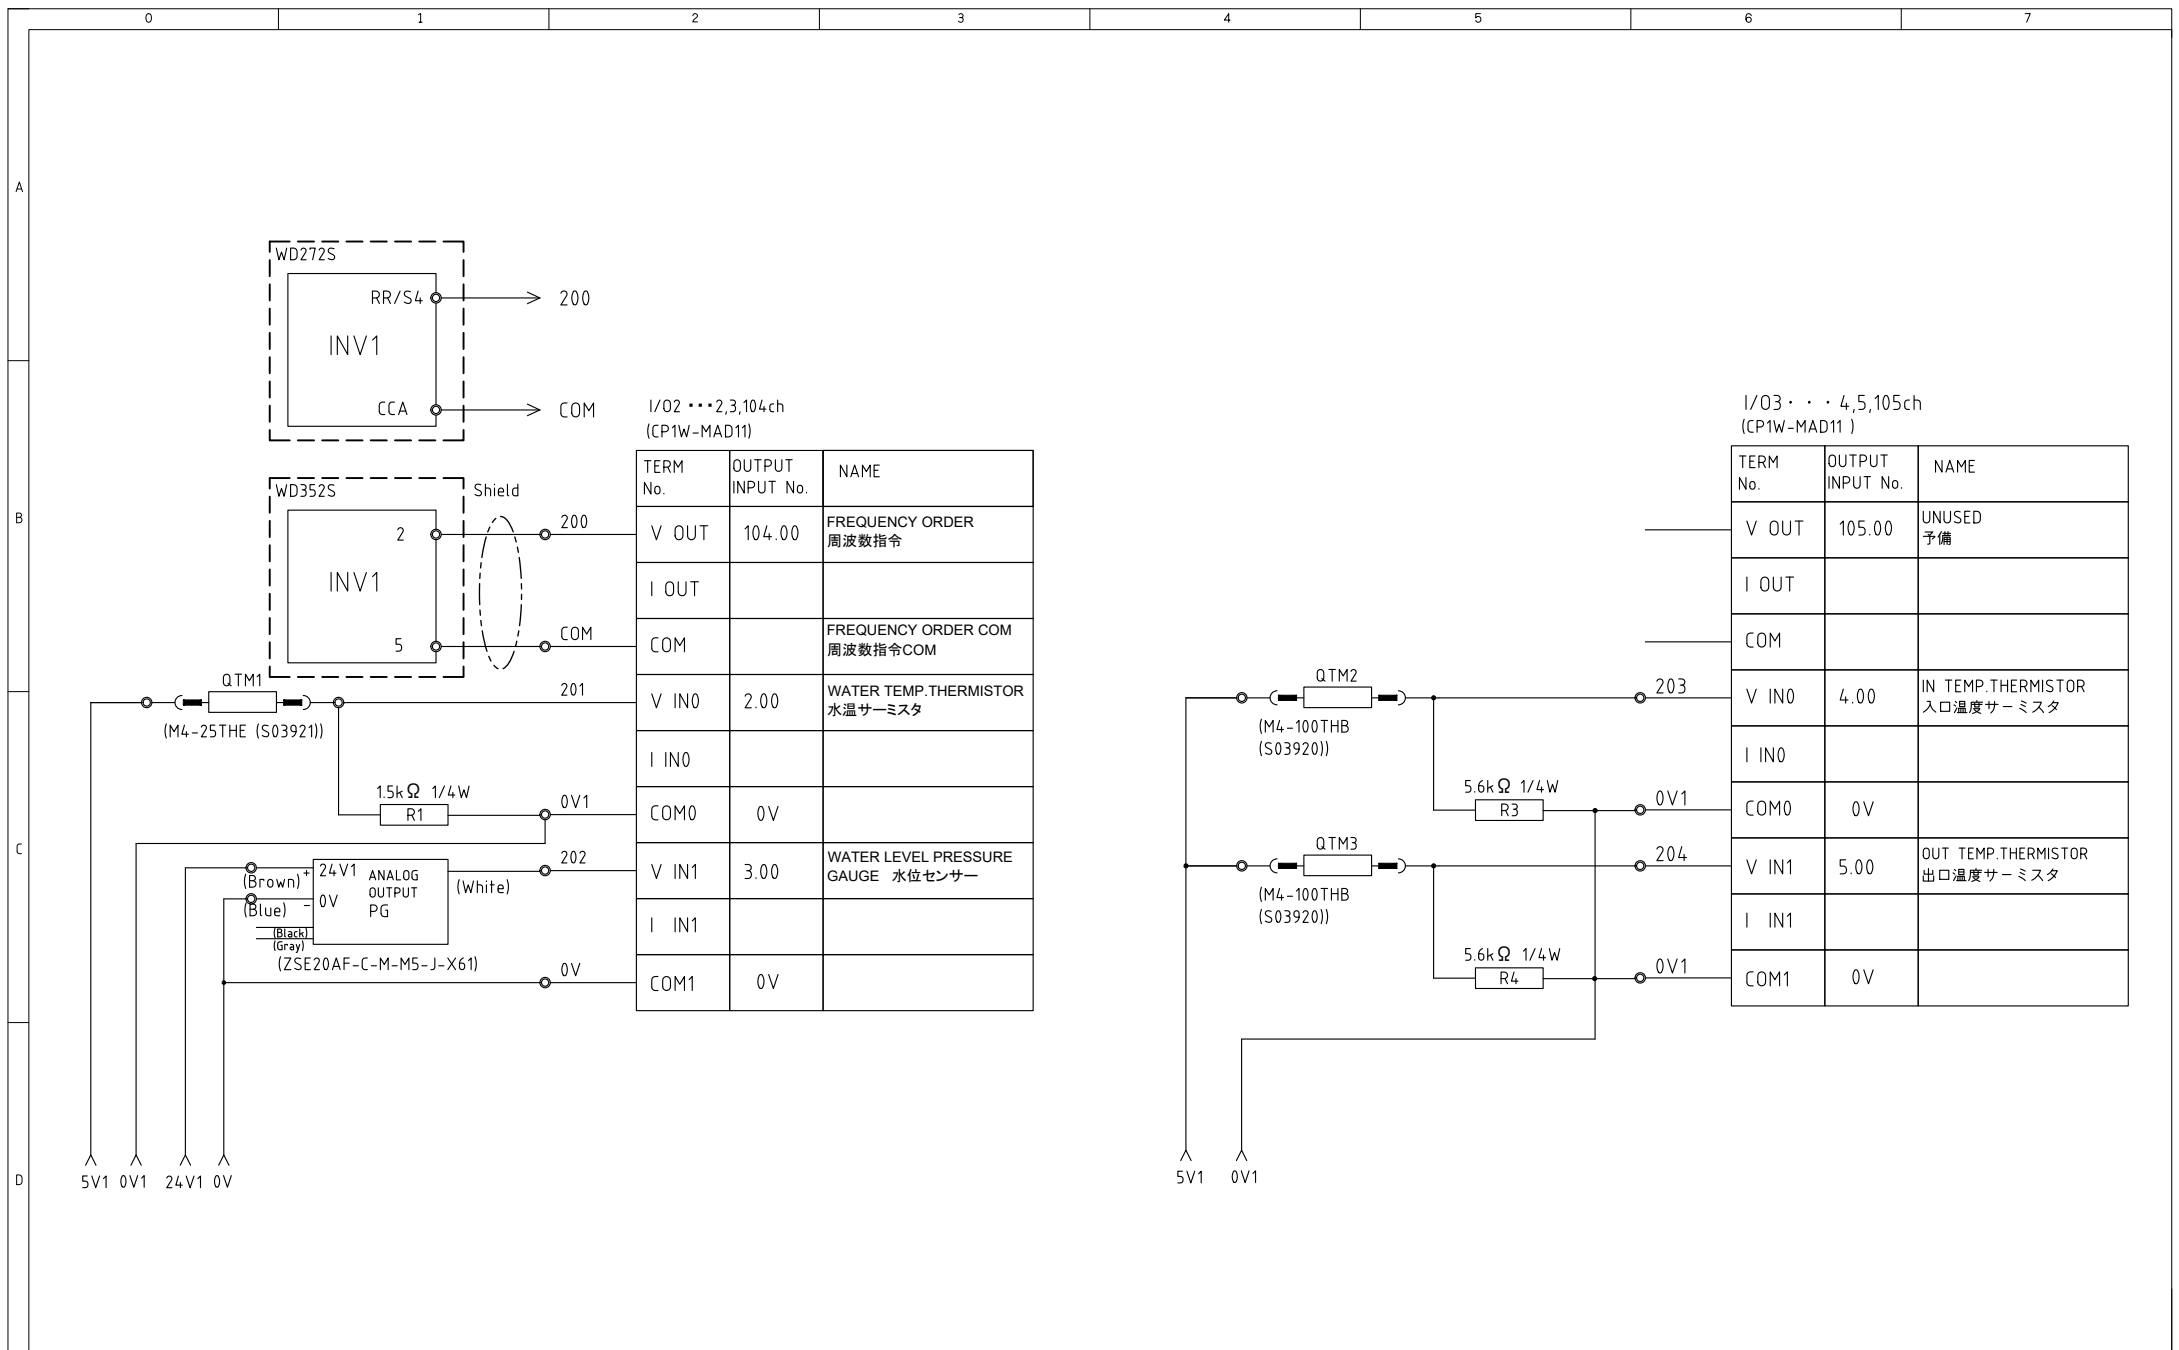 0 1 2 3 4 5 6 7
A
B
C
D
WD272S
RR/S4
200
INV1
CCA
COM
WD352S
Shield
2
200
INV1
5
COM
QTM1
201
(M4-25THE (S03921))
1.5kΩ 1/4W
R1
0V1
24V1
(Brown) +
ANALOG
OUTPUT
PG
(White)
202
(Blue) -
0V
(Black)
(Gray)
(ZSE20AF-C-M-M5-J-X61)
0V
5V1 0V1 24V1 0V
I/O2 ・・・2,3,104ch
(CP1W-MAD11)
TERM
No.
OUTPUT
INPUT No.
NAME
V OUT
104.00
FREQUENCY ORDER
周波数指令
I OUT
COM
FREQUENCY ORDER COM
周波数指令COM
V IN0
2.00
WATER TEMP.THERMISTOR
水温サーミスタ
I IN0
COM0
0V
V IN1
3.00
WATER LEVEL PRESSURE
GAUGE 水位センサー
I IN1
COM1
0V
QTM2
203
(M4-100THB
(S03920))
5.6kΩ 1/4W
R3
0V1
QTM3
204
(M4-100THB
(S03920))
5.6kΩ 1/4W
R4
0V1
5V1 0V1
I/O3・・・4,5,105ch
(CP1W-MAD11 )
TERM
No.
OUTPUT
INPUT No.
NAME
V OUT
105.00
UNUSED
予備
I OUT
COM
V IN0
4.00
IN TEMP.THERMISTOR
入口温度サーミスタ
I IN0
COM0
0V
V IN1
5.00
OUT TEMP.THERMISTOR
出口温度サーミスタ
I IN1
COM1
0V